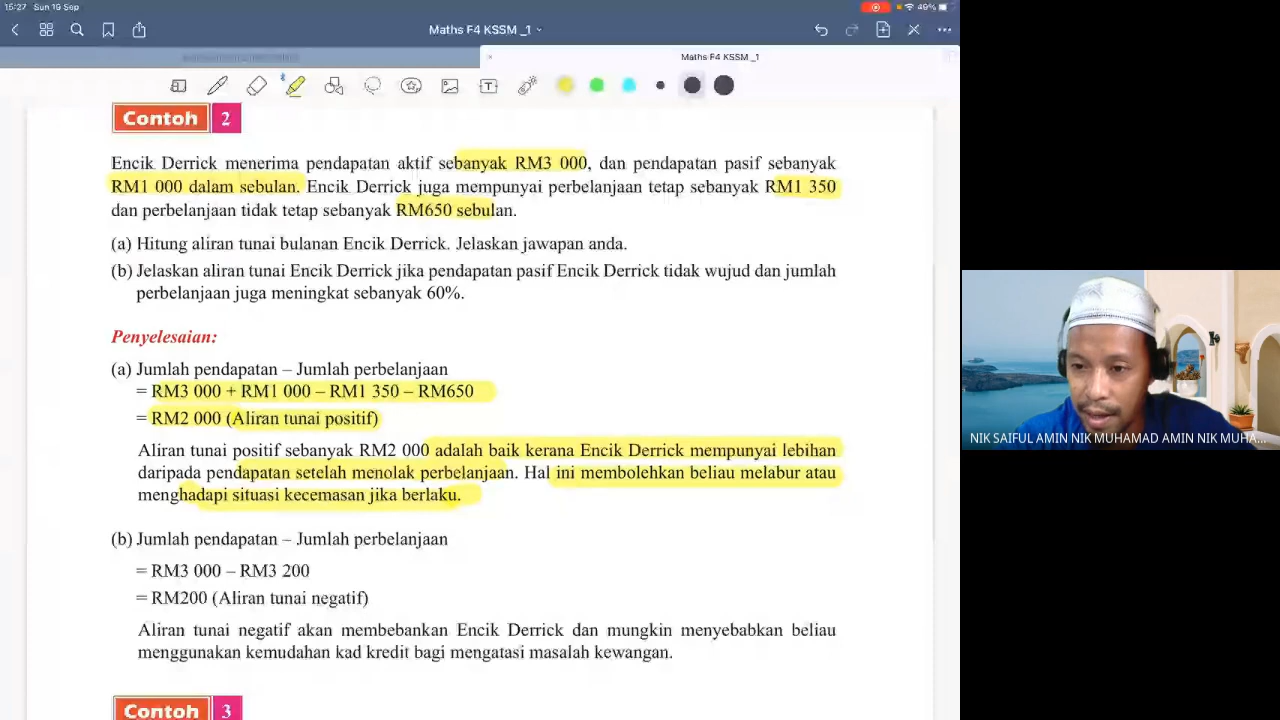 15:27 Sun 19 Sep
49%
Maths F4 KSSM _1
Maths F4 KSSM _1
Contoh 2
Encik Derrick menerima pendapatan aktif sebanyak RM3 000, dan pendapatan pasif sebanyak
RM1 000 dalam sebulan. Encik Derrick juga mempunyai perbelanjaan tetap sebanyak RM1 350
dan perbelanjaan tidak tetap sebanyak RM650 sebulan.
(a) Hitung aliran tunai bulanan Encik Derrick. Jelaskan jawapan anda.
(b) Jelaskan aliran tunai Encik Derrick jika pendapatan pasif Encik Derrick tidak wujud dan jumlah
perbelanjaan juga meningkat sebanyak 60%.
Penyelesaian:
(a) Jumlah pendapatan – Jumlah perbelanjaan
= RM3 000 + RM1 000 – RM1 350 – RM650
= RM2 000 (Aliran tunai positif)
Aliran tunai positif sebanyak RM2 000 adalah baik kerana Encik Derrick mempunyai lebihan
daripada pendapatan setelah menolak perbelanjaan. Hal ini membolehkan beliau melabur atau
menghadapi situasi kecemasan jika berlaku.
(b) Jumlah pendapatan – Jumlah perbelanjaan
= RM3 000 – RM3 200
= RM200 (Aliran tunai negatif)
Aliran tunai negatif akan membebankan Encik Derrick dan mungkin menyebabkan beliau
menggunakan kemudahan kad kredit bagi mengatasi masalah kewangan.
Contoh 3
NIK SAIFUL AMIN NIK MUHAMAD AMIN NIK MUHA...